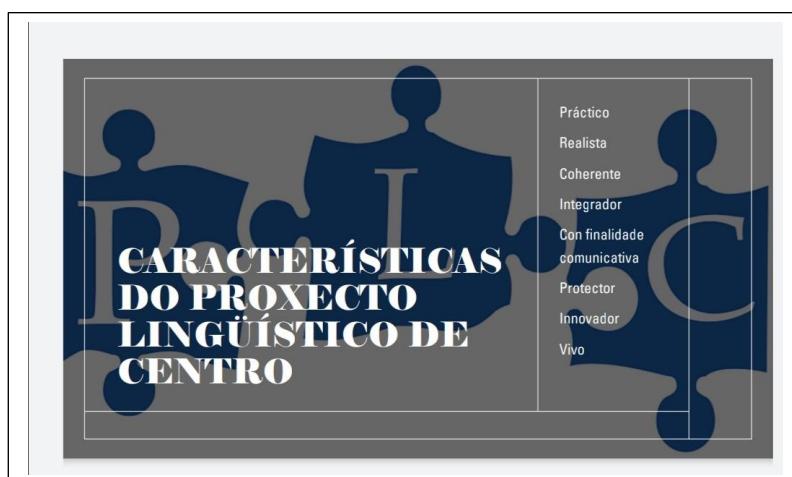 P L C
CARACTERÍSTICAS
DO PROXECTO
LINGÜÍSTICO DE
CENTRO
Práctico
Realista
Coherente
Integrador
Con finalidade
comunicativa
Protector
Innovador
Vivo